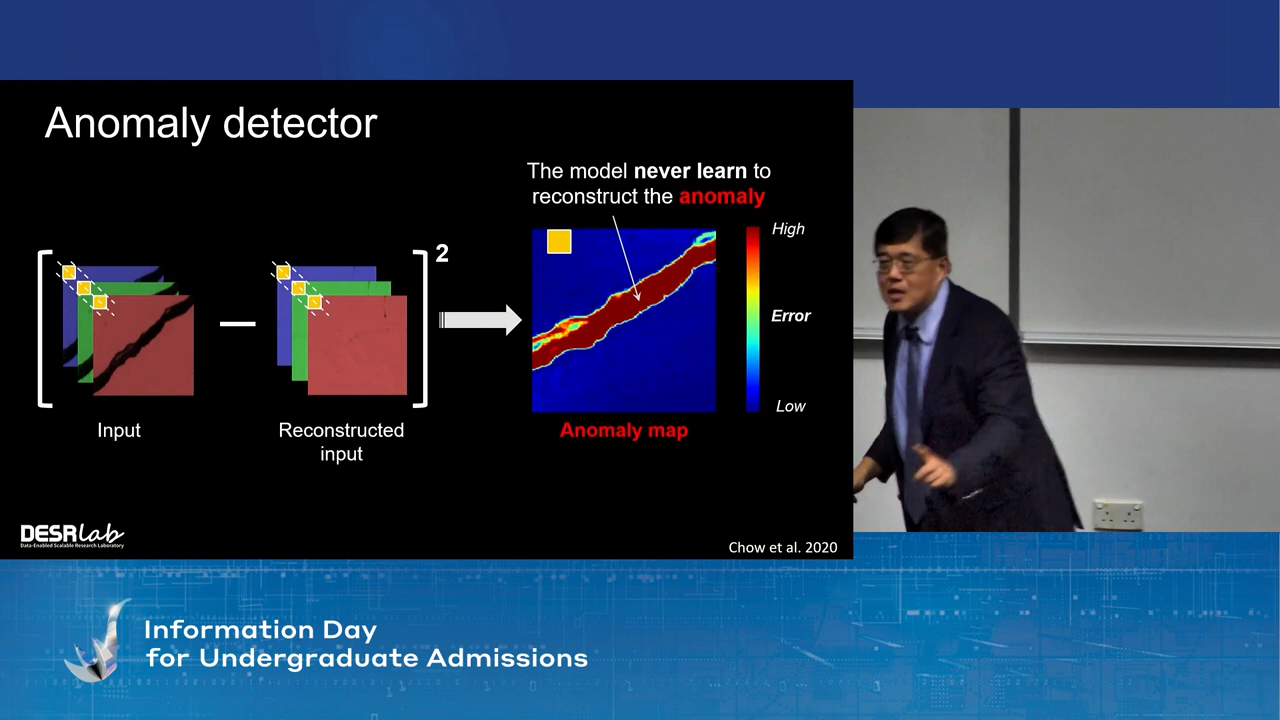 Anomaly detector
The model never learn to
reconstruct the anomaly
2
High
Error
Low
Input
Reconstructed
input
Anomaly map
DESRlab
Data-Enabled Scalable Research Laboratory
Chow et al. 2020
Information Day
for Undergraduate Admissions